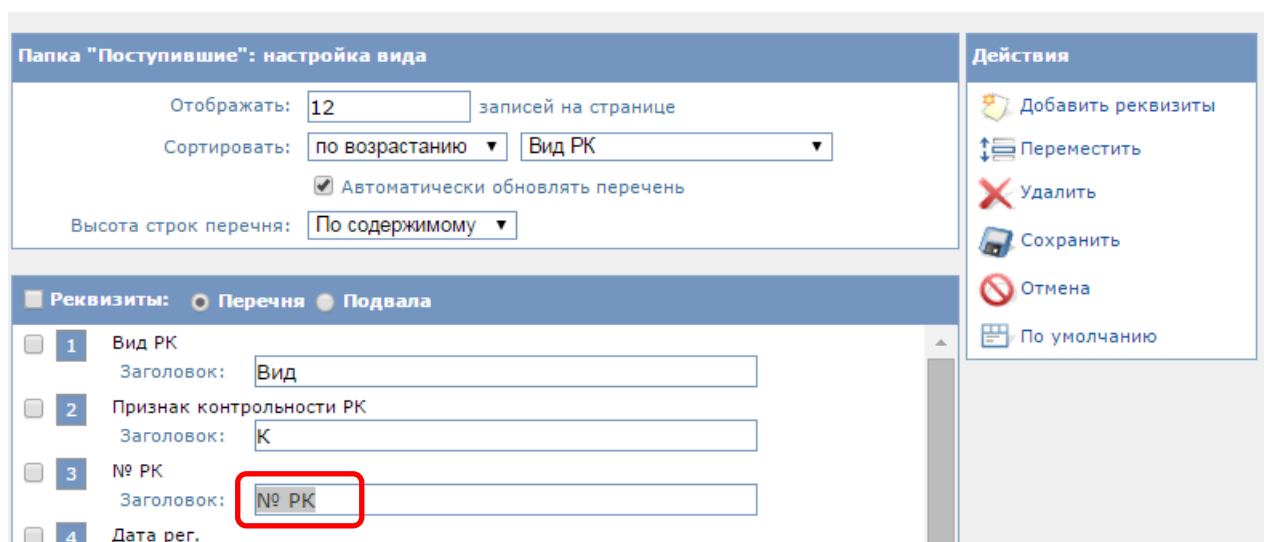 Папка "Поступившие": настройка вида
Отображать: 12 записей на странице
Сортировать: по возрастанию Вид РК
Автоматически обновлять перечень
Высота строк перечня: По содержимому
Реквизиты: Перечня Подвала
1 Вид РК
Заголовок: Вид
2 Признак контрольности РК
Заголовок: К
3 № РК
Заголовок: № РК
4 Дата рег.
Действия
Добавить реквизиты
Переместить
Удалить
Сохранить
Отмена
По умолчанию